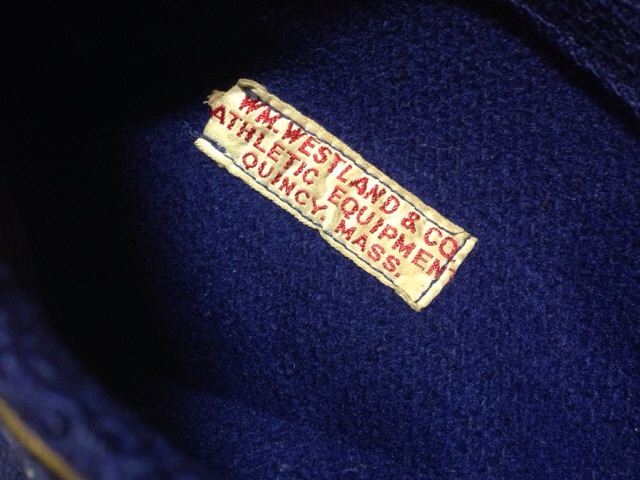 WM. WESTLAND & CO.
ATHLETIC EQUIPMENT
QUINCY, MASS.